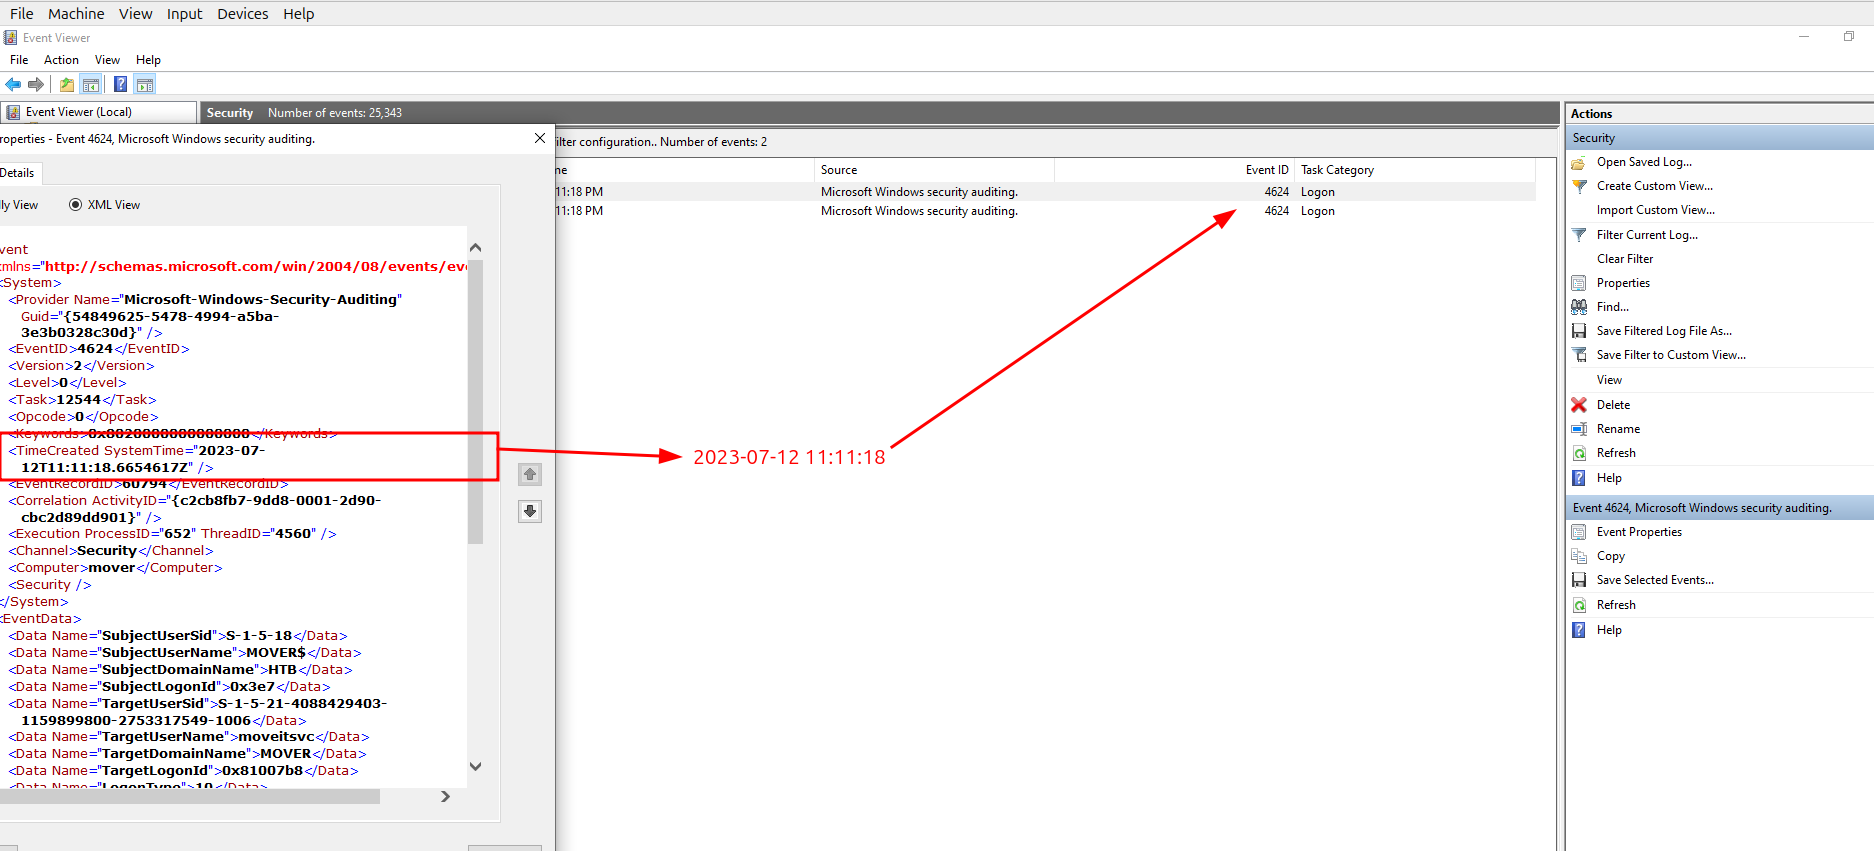 File Machine View Input Devices Help
Event Viewer
File Action View Help
Event Viewer (Local)
Security Number of events: 25,343
roperties - Event 4624, Microsoft Windows security auditing.
Details
lly View XML View
vent
xmlns="http://schemas.microsoft.com/win/2004/08/events/eve
<System>
<Provider Name="Microsoft-Windows-Security-Auditing"
Guid="{54849625-5478-4994-a5ba-
3e3b0328c30d}" />
<EventID>4624</EventID>
<Version>2</Version>
<Level>0</Level>
<Task>12544</Task>
<Opcode>0</Opcode>
<Keywords>0x8020000000000000</Keywords>
<TimeCreated SystemTime="2023-07-
12T11:11:18.6654617Z" />
<EventRecordID>60794</EventRecordID>
<Correlation ActivityID="{c2cb8fb7-9dd8-0001-2d90-
cbc2d89dd901}" />
<Execution ProcessID="652" ThreadID="4560" />
<Channel>Security</Channel>
<Computer>mover</Computer>
<Security />
</System>
<EventData>
<Data Name="SubjectUserSid">S-1-5-18</Data>
<Data Name="SubjectUserName">MOVER$</Data>
<Data Name="SubjectDomainName">HTB</Data>
<Data Name="SubjectLogonId">0x3e7</Data>
<Data Name="TargetUserSid">S-1-5-21-4088429403-
1159899800-2753317549-1006</Data>
<Data Name="TargetUserName">moveitsvc</Data>
<Data Name="TargetDomainName">MOVER</Data>
<Data Name="TargetLogonId">0x81007b8</Data>
<Data Name="LogonType">10</Data>
ilter configuration.. Number of events: 2
ne Source Event ID Task Category
11:18 PM Microsoft Windows security auditing. 4624 Logon
11:18 PM Microsoft Windows security auditing. 4624 Logon
2023-07-12 11:11:18
Actions
Security
Open Saved Log...
Create Custom View...
Import Custom View...
Filter Current Log...
Clear Filter
Properties
Find...
Save Filtered Log File As...
Save Filter to Custom View...
View
Delete
Rename
Refresh
Help
Event 4624, Microsoft Windows security auditing.
Event Properties
Copy
Save Selected Events...
Refresh
Help